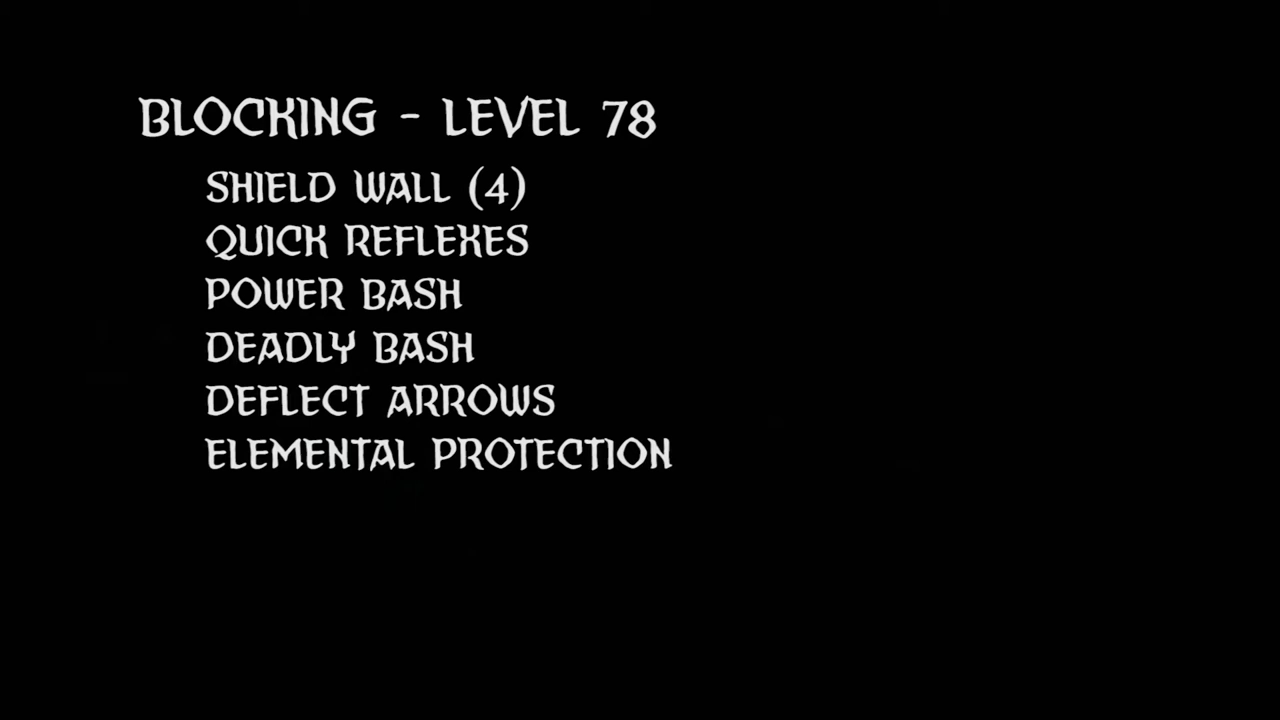 BLOCKING - LEVEL 78
SHIELD WALL (4)
QUICK REFLEXES
POWER BASH
DEADLY BASH
DEFLECT ARROWS
ELEMENTAL PROTECTION